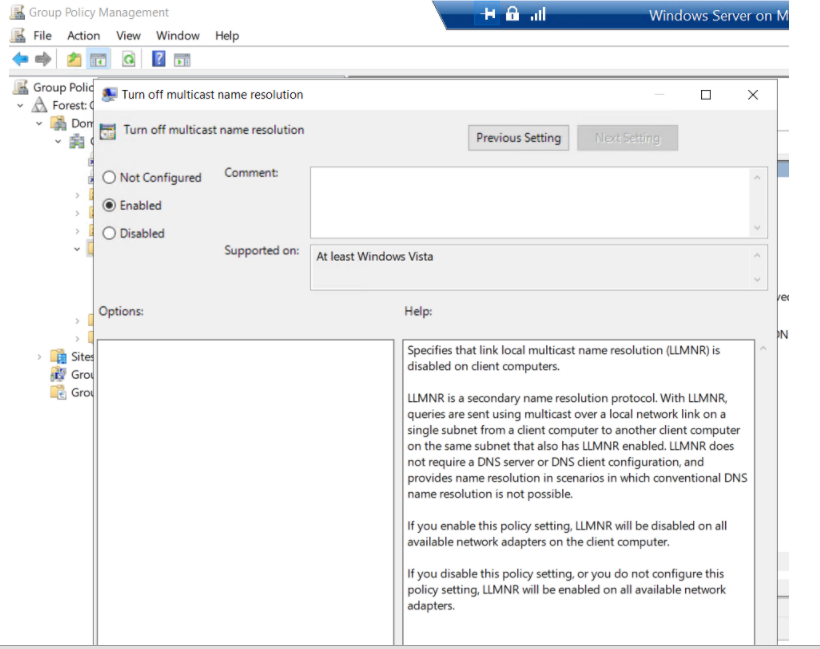 Group Policy Management
Windows Server on M
File Action View Window Help
Group Polic
Forest:
Dom
Sites
Grou
Grou
Turn off multicast name resolution
Turn off multicast name resolution
Previous Setting
Next Setting
Not Configured
Enabled
Disabled
Comment:
Supported on:
At least Windows Vista
Options:
Help:
Specifies that link local multicast name resolution (LLMNR) is
disabled on client computers.
LLMNR is a secondary name resolution protocol. With LLMNR,
queries are sent using multicast over a local network link on a
single subnet from a client computer to another client computer
on the same subnet that also has LLMNR enabled. LLMNR does
not require a DNS server or DNS client configuration, and
provides name resolution in scenarios in which conventional DNS
name resolution is not possible.
If you enable this policy setting, LLMNR will be disabled on all
available network adapters on the client computer.
If you disable this policy setting, or you do not configure this
policy setting, LLMNR will be enabled on all available network
adapters.